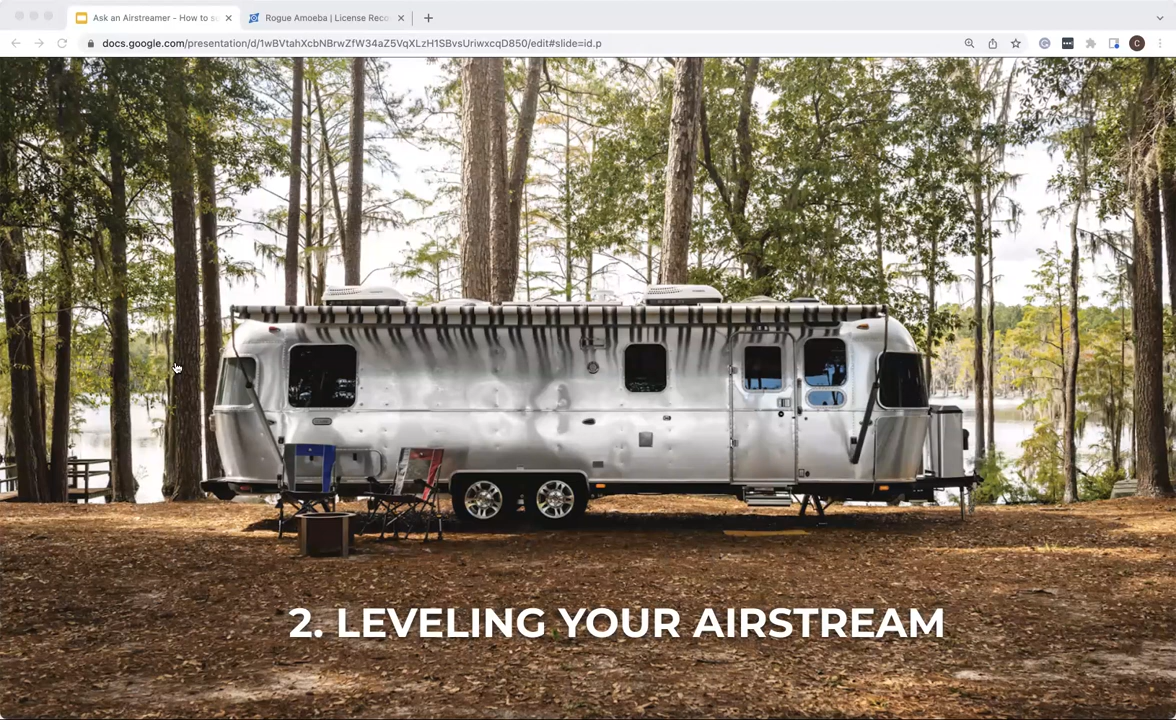 Ask an Airstreamer - How to s
Rogue Amoeba | License Reco
docs.google.com/presentation/d/1wBVtahXcbNBrwZfW34aZ5VqXLzH1SBvsUriwxcqD850/edit#slide=id.p
C
2. LEVELING YOUR AIRSTREAM